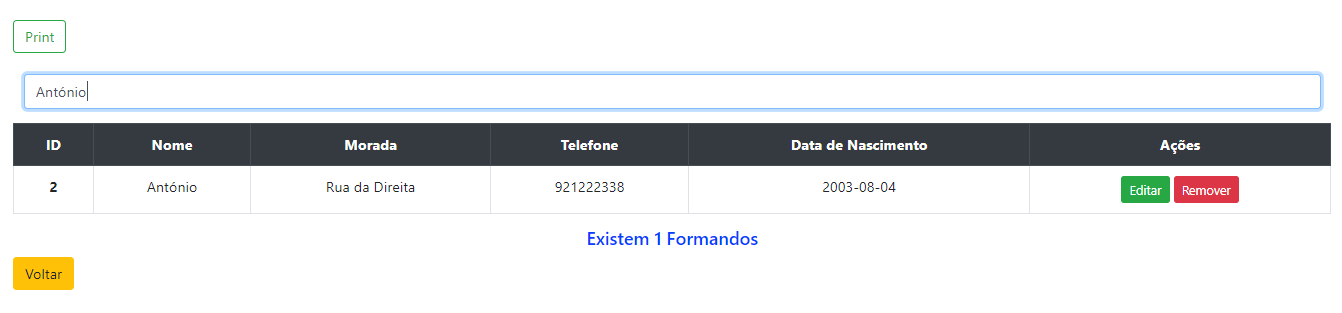 Print
António
ID Nome Morada Telefone Data de Nascimento Ações
2 António Rua da Direita 921222338 2003-08-04 Editar Remover
Existem 1 Formandos
Voltar